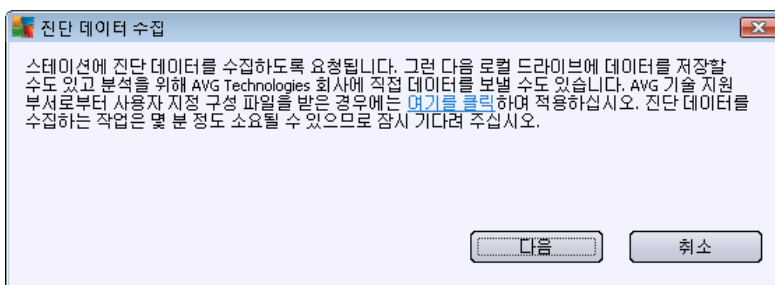 진단 데이터 수집
스테이션에 진단 데이터를 수집하도록 요청됩니다. 그런 다음 로컬 드라이브에 데이터를 저장할
수도 있고 분석을 위해 AVG Technologies 회사에 직접 데이터를 보낼 수도 있습니다. AVG 기술 지원
부서로부터 사용자 지정 구성 파일을 받은 경우에는 여기를 클릭하여 적용하십시오. 진단 데이터를
수집하는 작업은 몇 분 정도 소요될 수 있으므로 잠시 기다려 주십시오.
다음
취소